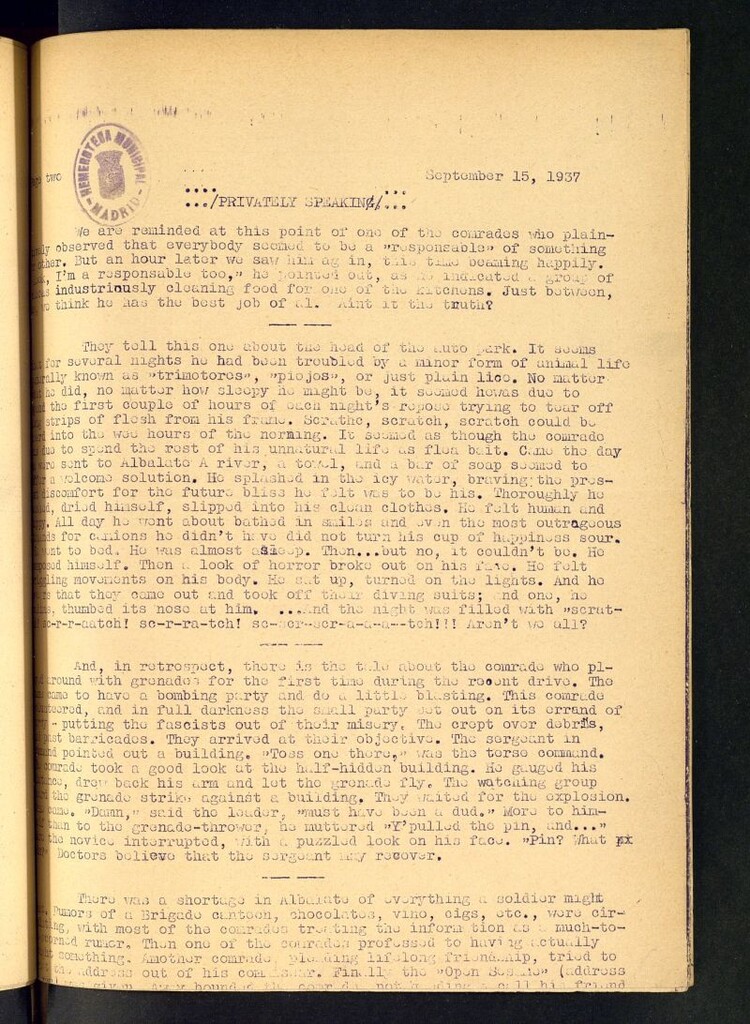 HEMEROTECA MUNICIPAL
MADRID
two
September 15, 1937
/PRIVATELY SPEAKING/
We are reminded at this point of one of the comrades who plain-
observed that everybody seemed to be a "responsable" of something
other. But an hour later we saw him again, this time beaming happily.
I'm a responsable too," he pointed out, as he indicated a group of
industriously cleaning food for one of the kitchens. Just between,
think he has the best job of al. Aint it the truth?
They tell this one about the head of the auto park. It seems
for several nights he had been troubled by a minor form of animal life
known as "trimotores", "piojos", or just plain lice. No matter
he did, no matter how sleepy he might be, it seemed hewas due to
the first couple of hours of each night's repose trying to tear off
strips of flesh from his frame. Scrathc, scratch, scratch could be
into the wee hours of the norning. It seemed as though the comrade
due to spend the rest of his unnatural life as flea bait. Came the day
sent to Albalate A river, a towel, and a bar of soap seemed to
a welcome solution. He splashed in the icy water, braving the pres-
discomfort for the future bliss he felt was to be his. Thoroughly he
dried himself, slipped into his clean clothes. He felt human and
All day he went about bathed in smiles and even the most outrageous
for camions he didn't have did not turn his cup of happiness sour.
to bed. He was almost asleep. Then...but no, it couldn't be. He
himself. Then a look of horror broke out on his face. He felt
movements on his body. He sat up, turned on the lights. And he
that they came out and took off their diving suits; and one, he
thumbed its nose at him. ...And the night was filled with "scrat-
sc-r-r-aatch! sc-r-ra-tch! sc-scr-scr-a-a-a--tch!!! Aren't we all?
And, in retrospect, there is the tale about the comrade who pl-
around with grenades for the first time during the recent drive. The
came to have a bombing party and do a little blasting. This comrade
and in full darkness the small party set out on its errand of
- putting the fascists out of their misery. The crept over debris,
barricades. They arrived at their objective. The sergeant in
pointed out a building. "Toss one there," was the terse command.
comrade took a good look at the half-hidden building. He gauged his
drew back his arm and let the grenade fly. The watching group
the grenade strike against a building. They waited for the explosion.
"Damn," said the leader, "must have been a dud." More to him-
than to the grenade-thrower, he muttered "Y'pulled the pin, and..."
the novice interrupted, with a puzzled look on his face. "Pin? What
Doctors believe that the sergeant may recover.
There was a shortage in Albalate of everything a soldier might
Rumors of a Brigade canteen, chocolates, vino, cigs, etc., were cir-
with most of the comrades treating the information as a much-to-
rumor. Then one of the comrades professed to having actually
something. Another comrade, pleading lifelong friendship, tried to
the address out of his commissar. Finally the "Open Sesame" (address
his friend